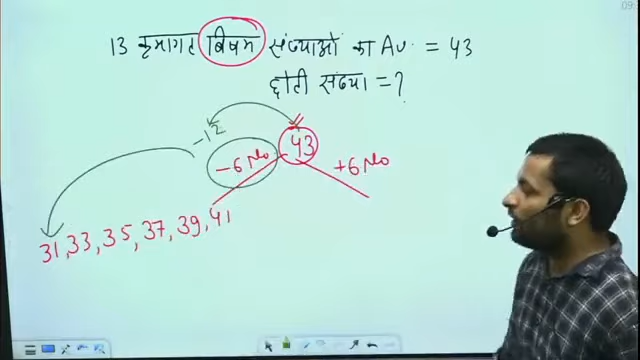 13 क्रमागत विषम संख्याओं का Av. = 43
छोटी संख्या = ?
-12
43
-6 No
+6 No
31, 33, 35, 37, 39, 41